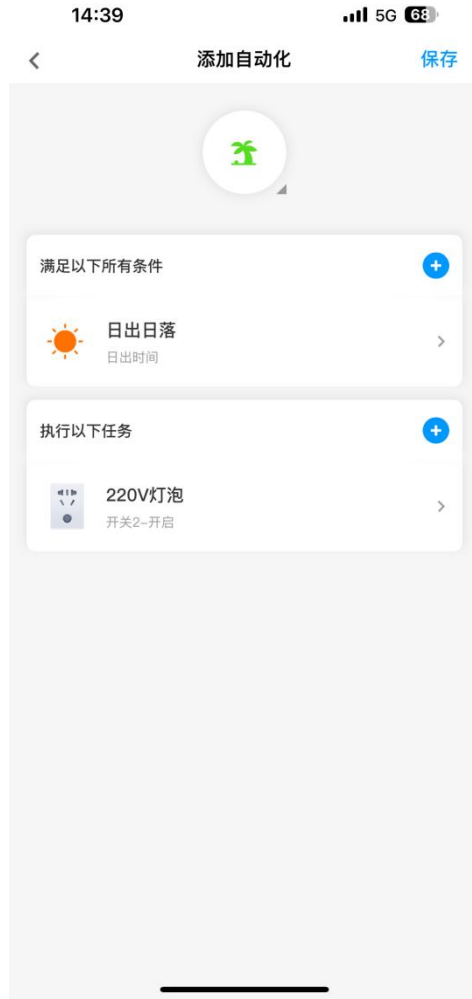 14:39
5G 68
添加自动化
保存
满足以下所有条件
日出日落
日出时间
执行以下任务
220V灯泡
开关2-开启